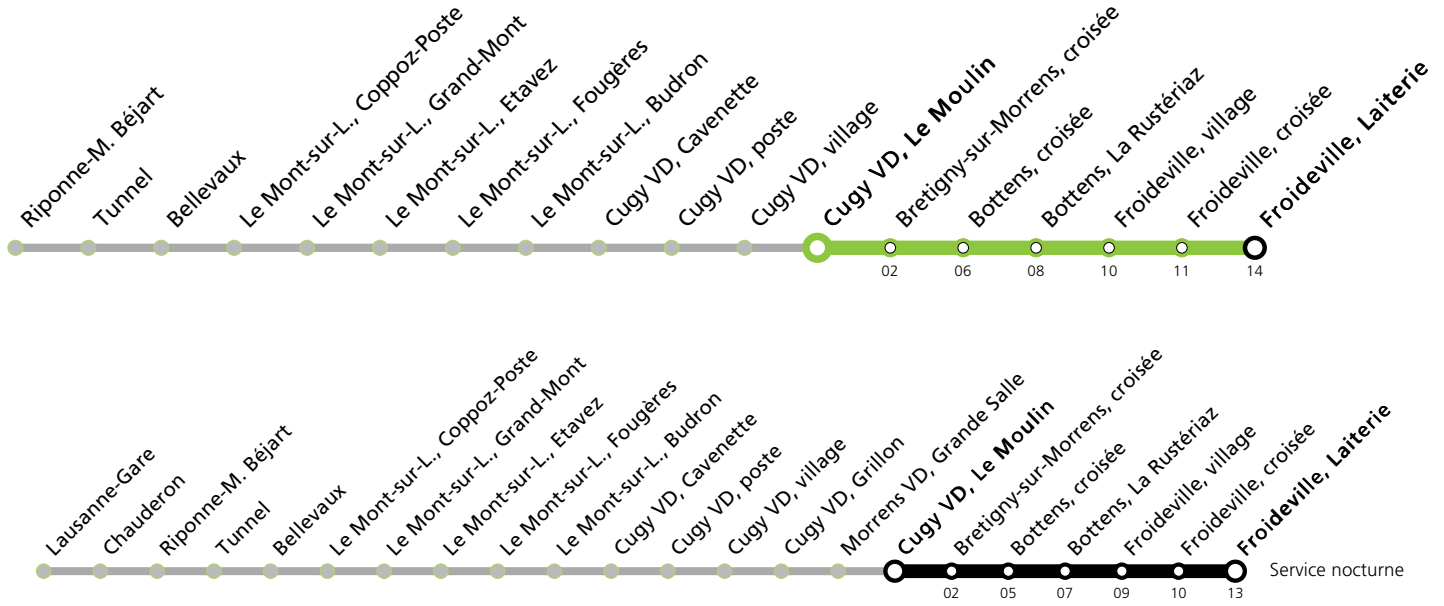 Riponne-M. Béjart
Tunnel
Bellevaux
Le Mont-sur-L., Coppoz-Poste
Le Mont-sur-L., Grand-Mont
Le Mont-sur-L., Etavez
Le Mont-sur-L., Fougères
Le Mont-sur-L., Budron
Cugy VD, Cavenette
Cugy VD, poste
Cugy VD, village
Cugy VD, Le Moulin
Bretigny-sur-Morrens, croisée
Bottens, croisée
Bottens, La Rustériaz
Froideville, village
Froideville, croisée
Froideville, Laiterie
02 06 08 10 11 14
Lausanne-Gare
Chauderon
Riponne-M. Béjart
Tunnel
Bellevaux
Le Mont-sur-L., Coppoz-Poste
Le Mont-sur-L., Grand-Mont
Le Mont-sur-L., Etavez
Le Mont-sur-L., Fougères
Le Mont-sur-L., Budron
Cugy VD, Cavenette
Cugy VD, poste
Cugy VD, village
Cugy VD, Grillon
Morrens VD, Grande Salle
Cugy VD, Le Moulin
Bretigny-sur-Morrens, croisée
Bottens, croisée
Bottens, La Rustériaz
Froideville, village
Froideville, croisée
Froideville, Laiterie
Service nocturne
02 05 07 09 10 13